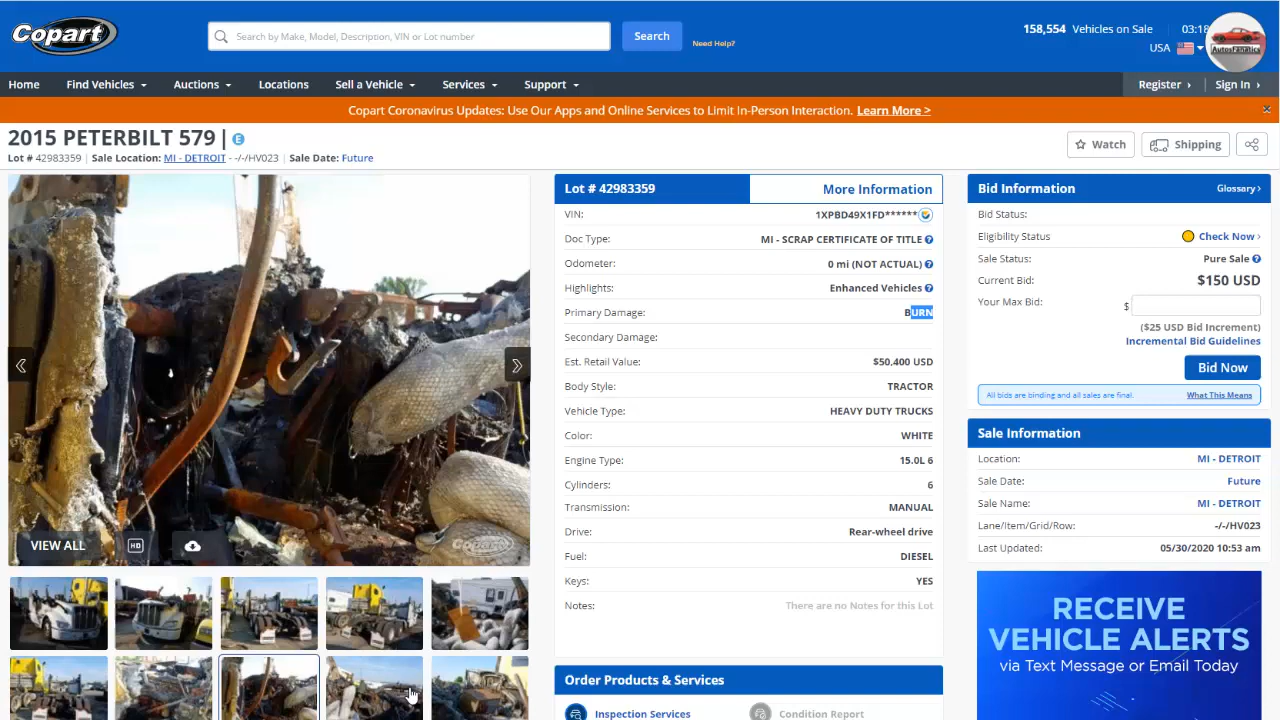 Copart
Search by Make, Model, Description, VIN or Lot number
Search
Need Help?
158,554 Vehicles on Sale
03:18
USA
Home
Find Vehicles
Auctions
Locations
Sell a Vehicle
Services
Support
Register ›
Sign In ›
Copart Coronavirus Updates: Use Our Apps and Online Services to Limit In-Person Interaction. Learn More >
2015 PETERBILT 579 | E
Lot # 42983359 | Sale Location: MI - DETROIT - -/-/HV023 | Sale Date: Future
Watch
Shipping
VIEW ALL
HD
Copart
Lot # 42983359
More Information
VIN: 1XPBD49X1FD******
Doc Type: MI - SCRAP CERTIFICATE OF TITLE
Odometer: 0 mi (NOT ACTUAL)
Highlights: Enhanced Vehicles
Primary Damage: BURN
Secondary Damage:
Est. Retail Value: $50,400 USD
Body Style: TRACTOR
Vehicle Type: HEAVY DUTY TRUCKS
Color: WHITE
Engine Type: 15.0L 6
Cylinders: 6
Transmission: MANUAL
Drive: Rear-wheel drive
Fuel: DIESEL
Keys: YES
Notes: There are no Notes for this Lot
Order Products & Services
Inspection Services
Condition Report
Bid Information
Glossary ›
Bid Status:
Eligibility Status Check Now ›
Sale Status: Pure Sale
Current Bid: $150 USD
Your Max Bid: $
($25 USD Bid Increment)
Incremental Bid Guidelines
Bid Now
All bids are binding and all sales are final. What This Means
Sale Information
Location: MI - DETROIT
Sale Date: Future
Sale Name: MI - DETROIT
Lane/Item/Grid/Row: -/-/HV023
Last Updated: 05/30/2020 10:53 am
RECEIVE
VEHICLE ALERTS
via Text Message or Email Today